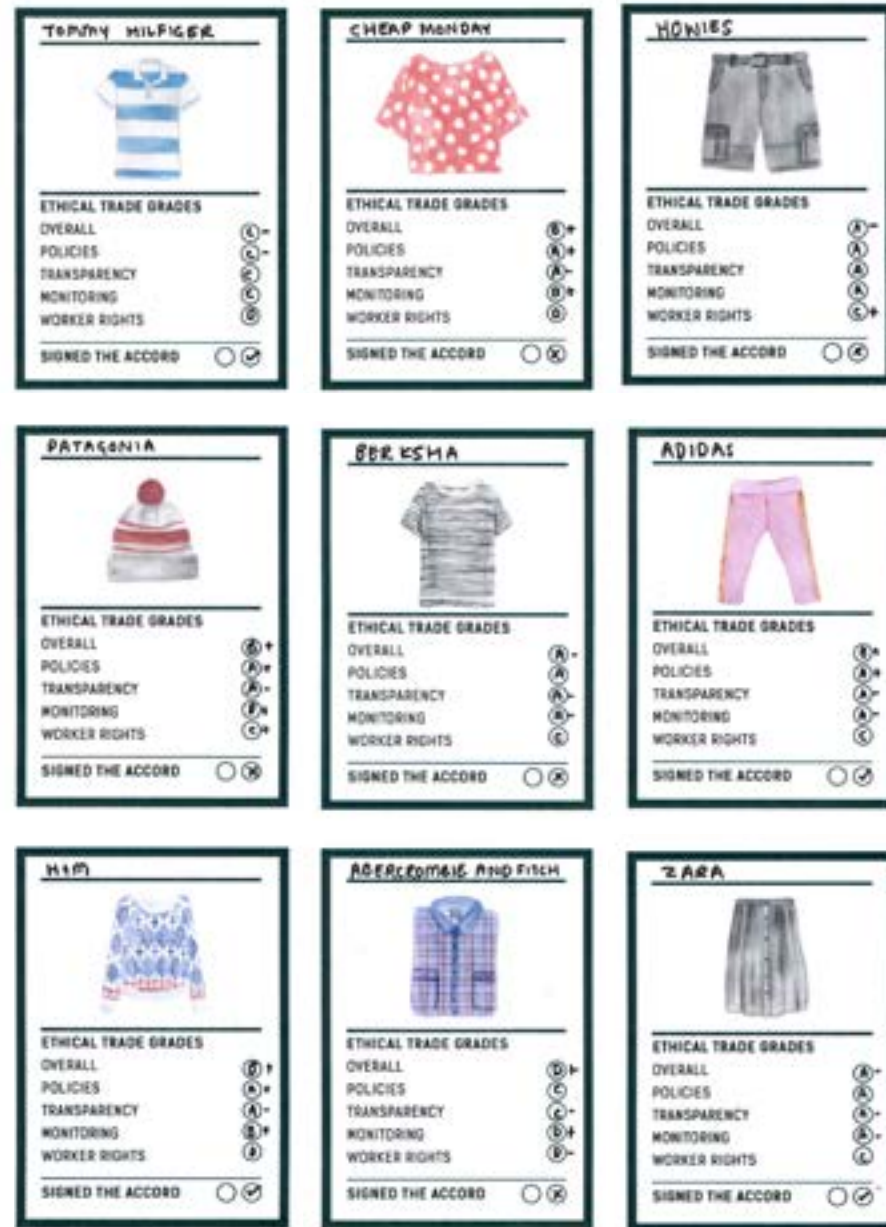 TOMMY HILFIGER
ETHICAL TRADE GRADES
OVERALL C-
POLICIES C-
TRANSPARENCY C
MONITORING C
WORKER RIGHTS D
SIGNED THE ACCORD
CHEAP MONDAY
ETHICAL TRADE GRADES
OVERALL B+
POLICIES A+
TRANSPARENCY A-
MONITORING
WORKER RIGHTS D
SIGNED THE ACCORD
HOWIES
ETHICAL TRADE GRADES
OVERALL A-
POLICIES A
TRANSPARENCY A
MONITORING A
WORKER RIGHTS C+
SIGNED THE ACCORD
PATAGONIA
ETHICAL TRADE GRADES
OVERALL B+
POLICIES A+
TRANSPARENCY A-
MONITORING
WORKER RIGHTS C+
SIGNED THE ACCORD
BERKSHA
ETHICAL TRADE GRADES
OVERALL A-
POLICIES A
TRANSPARENCY A-
MONITORING A-
WORKER RIGHTS C
SIGNED THE ACCORD
ADIDAS
ETHICAL TRADE GRADES
OVERALL
POLICIES A+
TRANSPARENCY A-
MONITORING A-
WORKER RIGHTS C
SIGNED THE ACCORD
H+M
ETHICAL TRADE GRADES
OVERALL B+
POLICIES A+
TRANSPARENCY A-
MONITORING B+
WORKER RIGHTS
SIGNED THE ACCORD
ABERCROMBIE AND FITCH
ETHICAL TRADE GRADES
OVERALL D+
POLICIES C
TRANSPARENCY C-
MONITORING D+
WORKER RIGHTS D-
SIGNED THE ACCORD
ZARA
ETHICAL TRADE GRADES
OVERALL A-
POLICIES A
TRANSPARENCY A-
MONITORING A-
WORKER RIGHTS C
SIGNED THE ACCORD